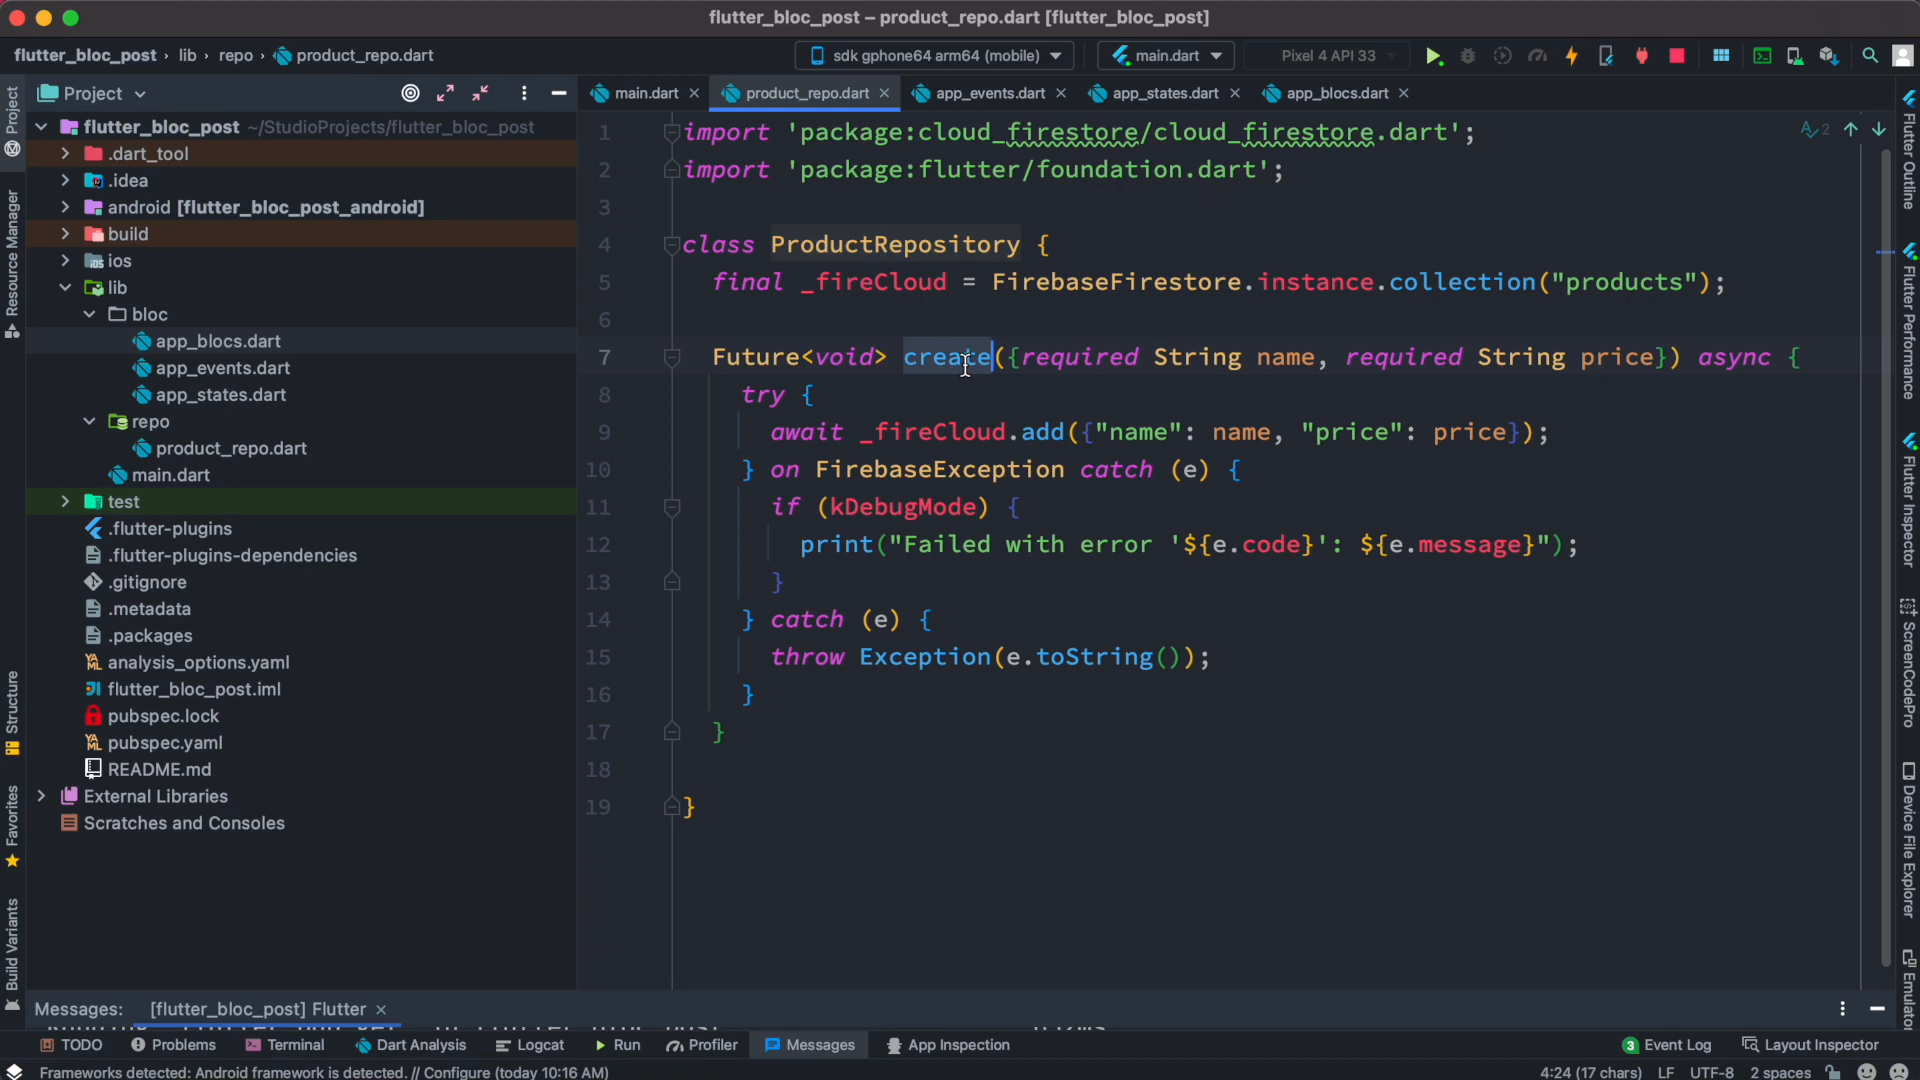 flutter_bloc_post – product_repo.dart [flutter_bloc_post]
flutter_bloc_post › lib › repo › product_repo.dart
sdk gphone64 arm64 (mobile)
main.dart
Pixel 4 API 33
Project
main.dart
product_repo.dart
app_events.dart
app_states.dart
app_blocs.dart
flutter_bloc_post ~/StudioProjects/flutter_bloc_post
.dart_tool
.idea
android [flutter_bloc_post_android]
build
ios
lib
bloc
app_blocs.dart
app_events.dart
app_states.dart
repo
product_repo.dart
main.dart
test
.flutter-plugins
.flutter-plugins-dependencies
.gitignore
.metadata
.packages
analysis_options.yaml
flutter_bloc_post.iml
pubspec.lock
pubspec.yaml
README.md
External Libraries
Scratches and Consoles
1 import 'package:cloud_firestore/cloud_firestore.dart';
2 import 'package:flutter/foundation.dart';
3
4 class ProductRepository {
5 final _fireCloud = FirebaseFirestore.instance.collection("products");
6
7 Future<void> create({required String name, required String price}) async {
8 try {
9 await _fireCloud.add({"name": name, "price": price});
10 } on FirebaseException catch (e) {
11 if (kDebugMode) {
12 print("Failed with error '${e.code}': ${e.message}");
13 }
14 } catch (e) {
15 throw Exception(e.toString());
16 }
17 }
18
19 }
2
Project
Resource Manager
Structure
Favorites
Build Variants
Flutter Outline
Flutter Performance
Flutter Inspector
ScreenCodePro
Device File Explorer
Emulator
Messages: [flutter_bloc_post] Flutter
TODO
Problems
Terminal
Dart Analysis
Logcat
Run
Profiler
Messages
App Inspection
3 Event Log
Layout Inspector
Frameworks detected: Android framework is detected. // Configure (today 10:16 AM)
4:24 (17 chars) LF UTF-8 2 spaces